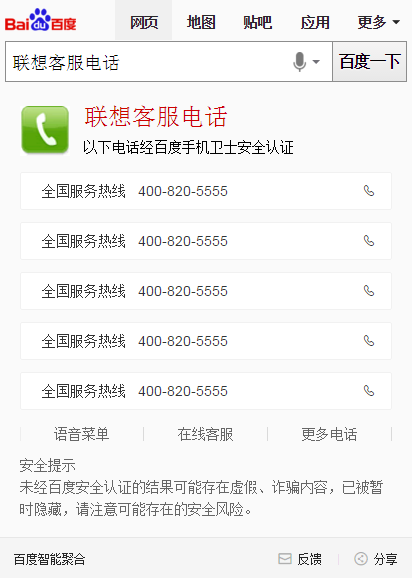 Bai du 百度 网页 地图 贴吧 应用 更多
联想客服电话 百度一下
联想客服电话
以下电话经百度手机卫士安全认证
全国服务热线 400-820-5555
全国服务热线 400-820-5555
全国服务热线 400-820-5555
全国服务热线 400-820-5555
全国服务热线 400-820-5555
语音菜单 在线客服 更多电话
安全提示
未经百度安全认证的结果可能存在虚假、诈骗内容，已被暂
时隐藏，请注意可能存在的安全风险。
百度智能聚合 反馈 分享